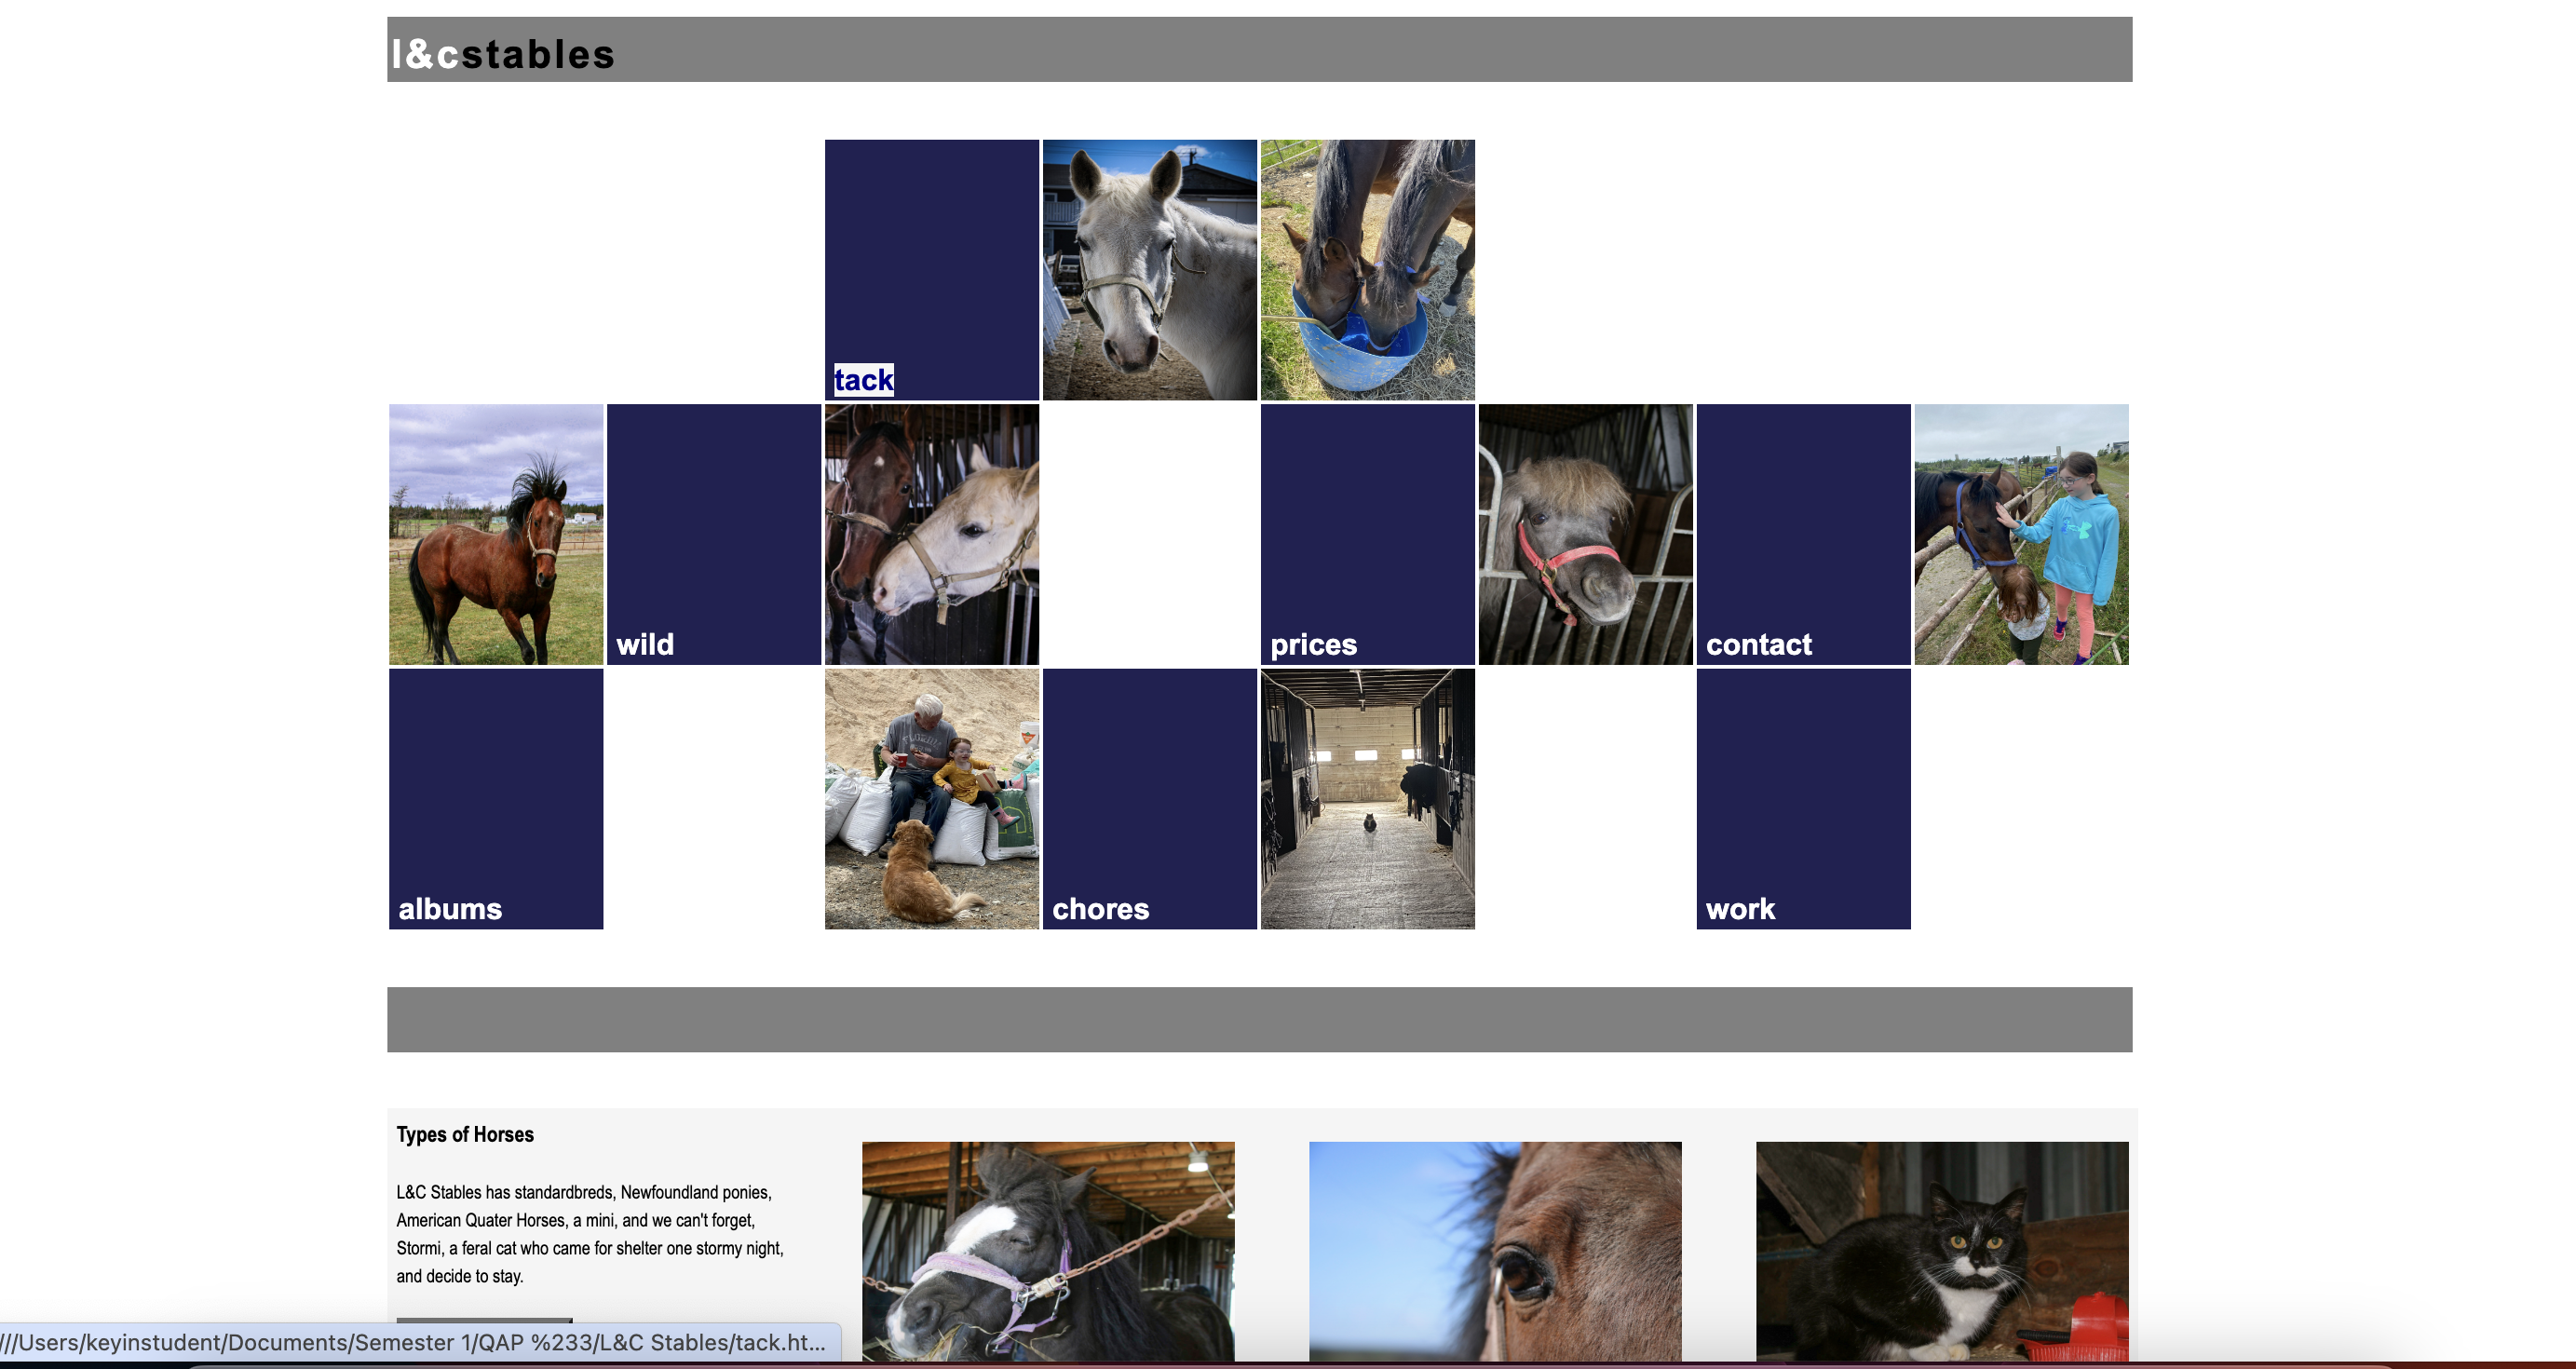 l&cstables
tack
wild
prices
contact
albums
chores
work
Types of Horses
L&C Stables has standardbreds, Newfoundland ponies,
American Quater Horses, a mini, and we can't forget,
Stormi, a feral cat who came for shelter one stormy night,
and decide to stay.
///Users/keyinstudent/Documents/Semester 1/QAP %233/L&C Stables/tack.ht...